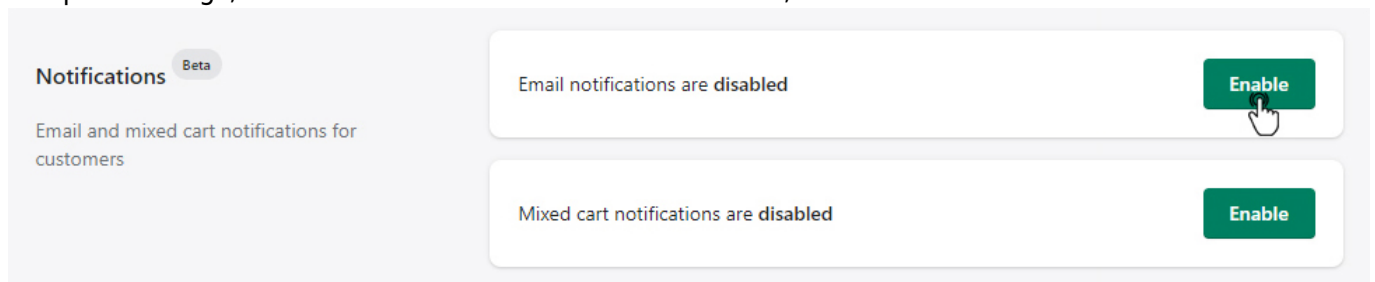 Notifications Beta
Email and mixed cart notifications for
customers
Email notifications are disabled
Enable
Mixed cart notifications are disabled
Enable